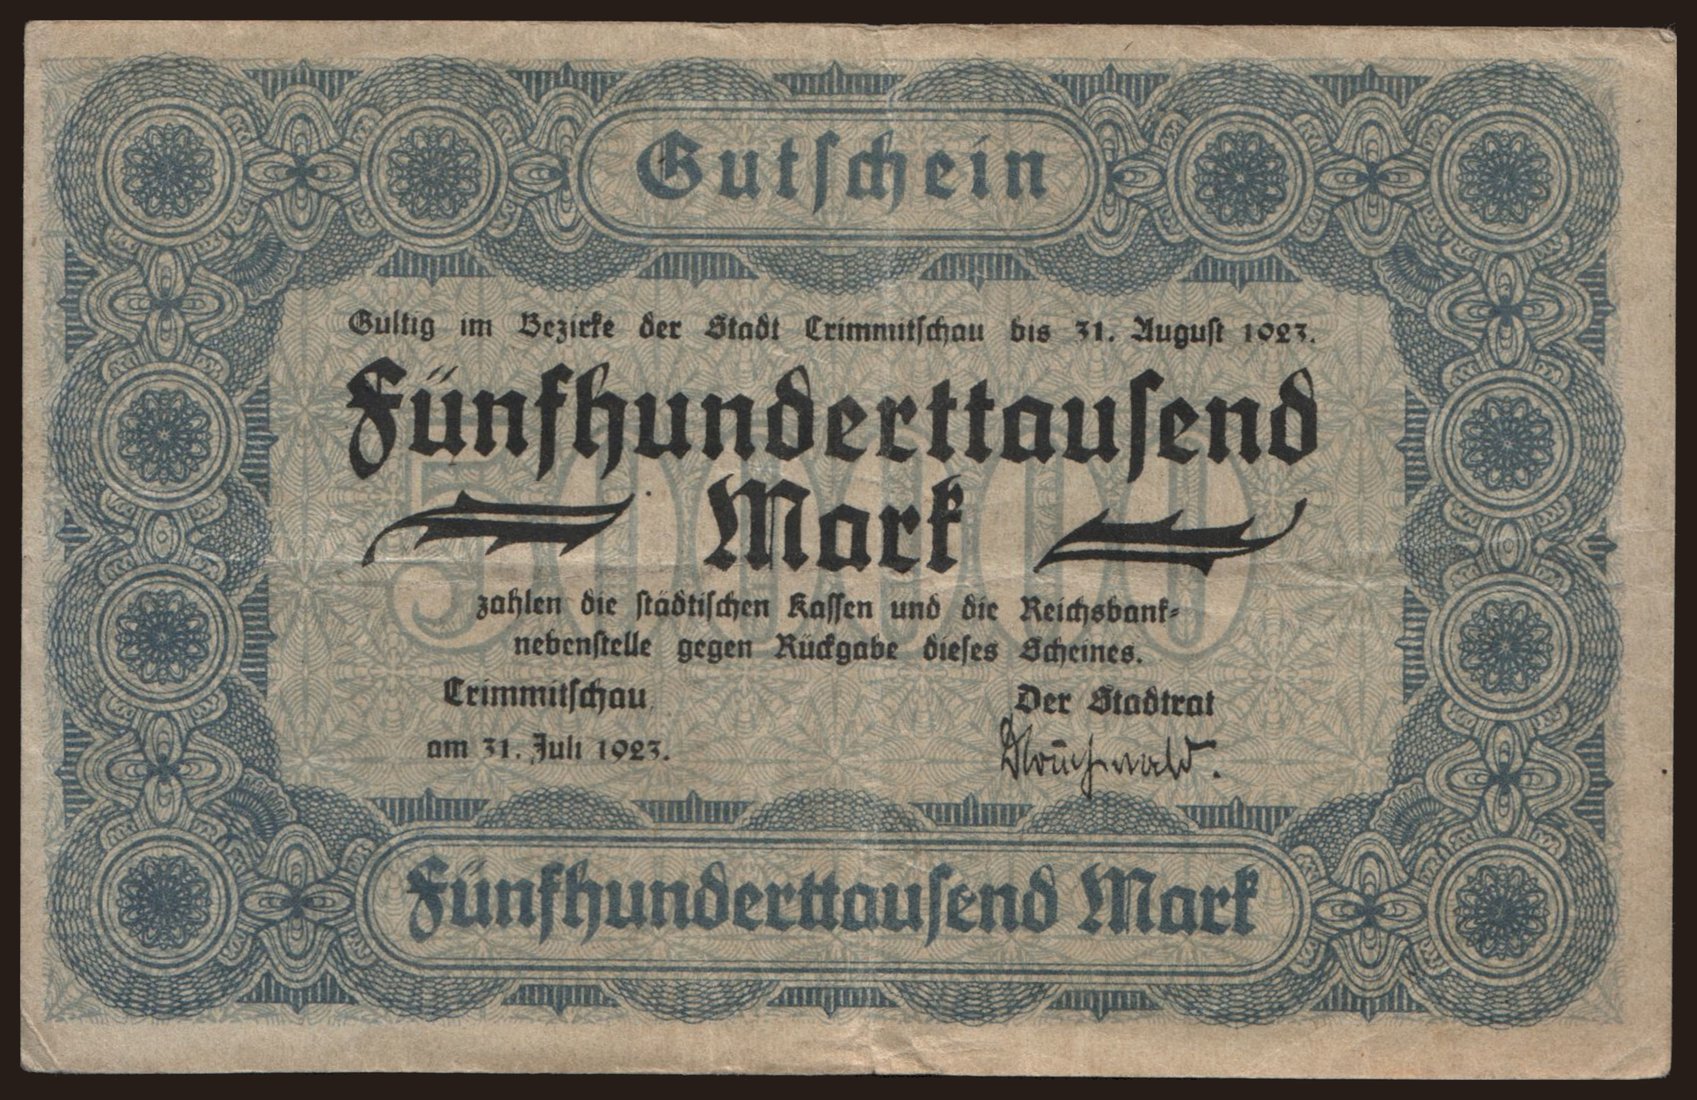 Gutschein
Gültig im Bezirke der Stadt Crimmitschau bis 31. August 1923.
Fünfhunderttausend
Mark
500000
zahlen die städtischen Kassen und die Reichsbank-
nebenstelle gegen Rückgabe dieses Scheines.
Crimmitschau
Der Stadtrat
am 31. Juli 1923.
Fünfhunderttausend Mark